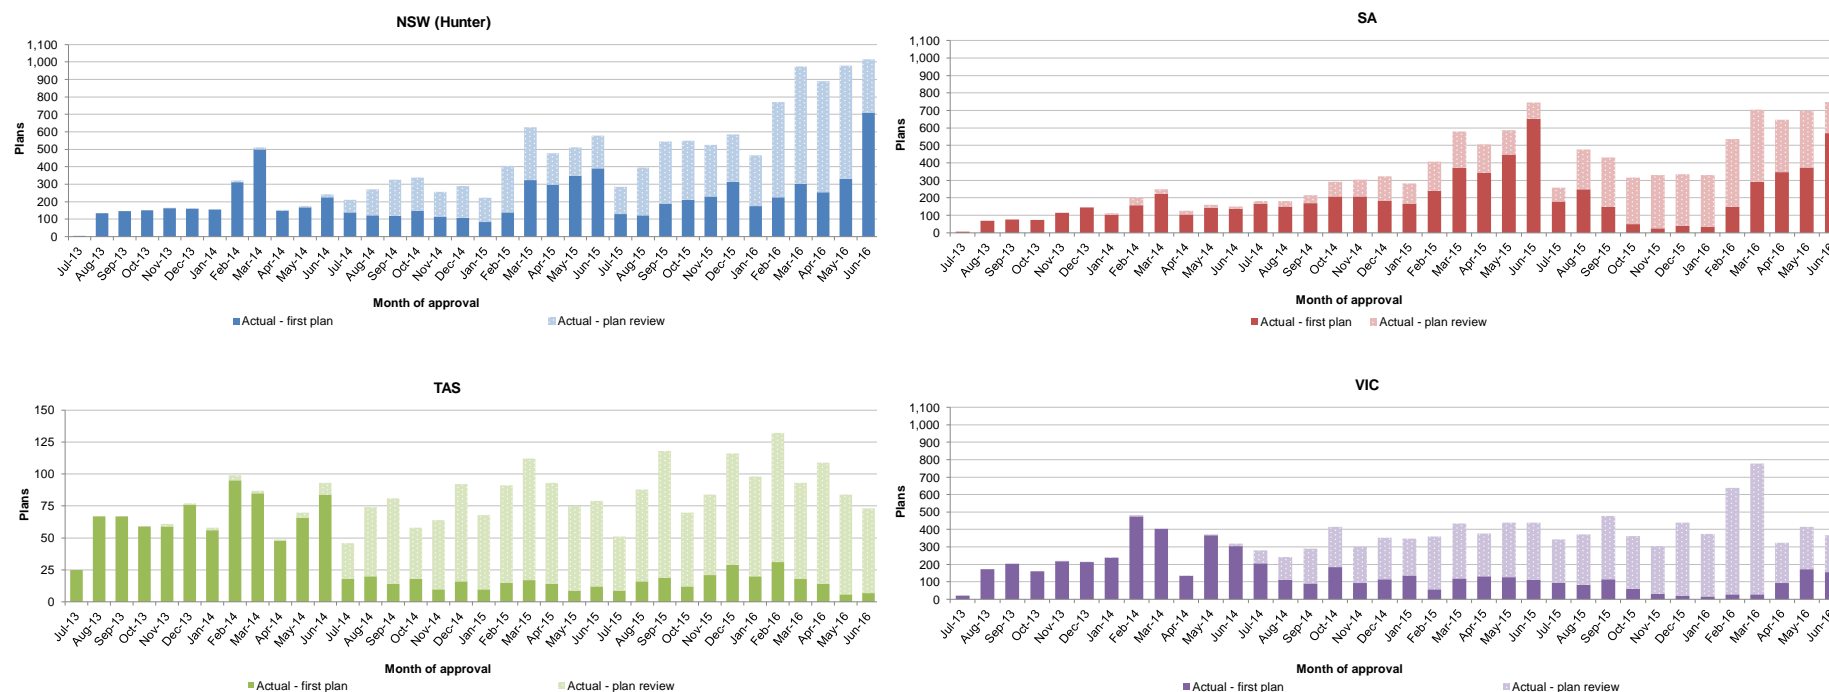 NSW (Hunter)
1,100
1,000
900
800
700
600
500
400
300
200
100
0
Plans
Jul-13 Aug-13 Sep-13 Oct-13 Nov-13 Dec-13 Jan-14 Feb-14 Mar-14 Apr-14 May-14 Jun-14 Jul-14 Aug-14 Sep-14 Oct-14 Nov-14 Dec-14 Jan-15 Feb-15 Mar-15 Apr-15 May-15 Jun-15 Jul-15 Aug-15 Sep-15 Oct-15 Nov-15 Dec-15 Jan-16 Feb-16 Mar-16 Apr-16 May-16 Jun-16
Month of approval
Actual - first plan Actual - plan review
SA
1,100
1,000
900
800
700
600
500
400
300
200
100
0
Plans
Jul-13 Aug-13 Sep-13 Oct-13 Nov-13 Dec-13 Jan-14 Feb-14 Mar-14 Apr-14 May-14 Jun-14 Jul-14 Aug-14 Sep-14 Oct-14 Nov-14 Dec-14 Jan-15 Feb-15 Mar-15 Apr-15 May-15 Jun-15 Jul-15 Aug-15 Sep-15 Oct-15 Nov-15 Dec-15 Jan-16 Feb-16 Mar-16 Apr-16 May-16 Jun-16
Month of approval
Actual - first plan Actual - plan review
TAS
150
125
100
75
50
25
0
Plans
Jul-13 Aug-13 Sep-13 Oct-13 Nov-13 Dec-13 Jan-14 Feb-14 Mar-14 Apr-14 May-14 Jun-14 Jul-14 Aug-14 Sep-14 Oct-14 Nov-14 Dec-14 Jan-15 Feb-15 Mar-15 Apr-15 May-15 Jun-15 Jul-15 Aug-15 Sep-15 Oct-15 Nov-15 Dec-15 Jan-16 Feb-16 Mar-16 Apr-16 May-16 Jun-16
Month of approval
Actual - first plan Actual - plan review
VIC
1,100
1,000
900
800
700
600
500
400
300
200
100
0
Plans
Jul-13 Aug-13 Sep-13 Oct-13 Nov-13 Dec-13 Jan-14 Feb-14 Mar-14 Apr-14 May-14 Jun-14 Jul-14 Aug-14 Sep-14 Oct-14 Nov-14 Dec-14 Jan-15 Feb-15 Mar-15 Apr-15 May-15 Jun-15 Jul-15 Aug-15 Sep-15 Oct-15 Nov-15 Dec-15 Jan-16 Feb-16 Mar-16 Apr-16 May-16 Jun-16
Month of approval
Actual - first plan Actual - plan review